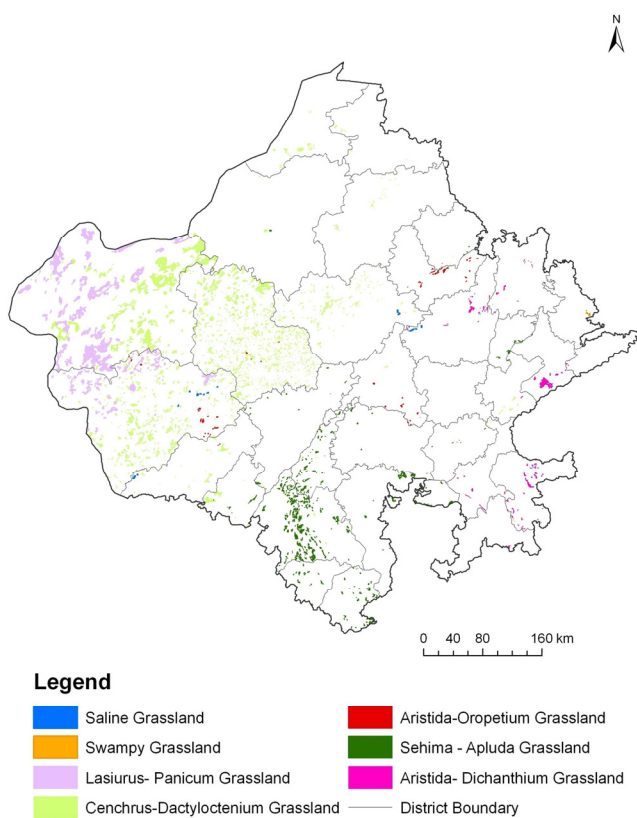 N
0 40 80 160 km
Legend
Saline Grassland
Swampy Grassland
Lasiurus- Panicum Grassland
Cenchrus-Dactyloctenium Grassland
Aristida-Oropetium Grassland
Sehima - Apluda Grassland
Aristida- Dichanthium Grassland
District Boundary